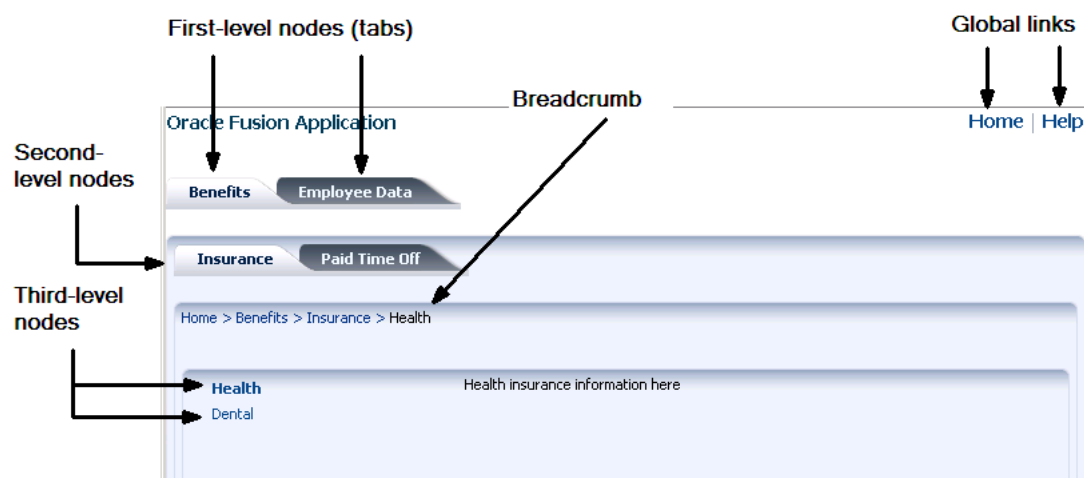 First-level nodes (tabs)
Global links
Breadcrumb
Oracle Fusion Application
Home | Help
Second-
level nodes
Benefits
Employee Data
Insurance
Paid Time Off
Third-level
nodes
Home > Benefits > Insurance > Health
Health
Health insurance information here
Dental